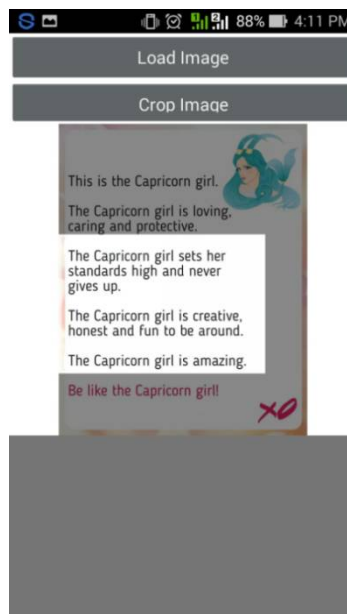 88% 4:11 PM
Load Image
Crop Image
This is the Capricorn girl.
The Capricorn girl is loving,
caring and protective.
The Capricorn girl sets her
standards high and never
gives up.
The Capricorn girl is creative,
honest and fun to be around.
The Capricorn girl is amazing.
Be like the Capricorn girl!
XO